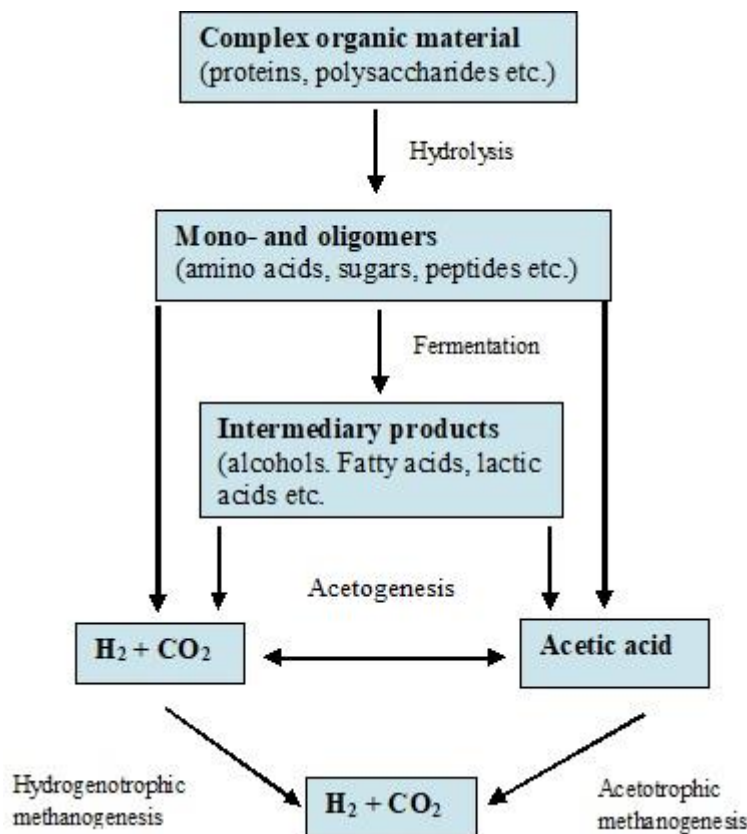 Complex organic material
(proteins, polysaccharides etc.)
Hydrolysis
Mono- and oligomers
(amino acids, sugars, peptides etc.)
Fermentation
Intermediary products
(alcohols. Fatty acids, lactic
acids etc.
Acetogenesis
H₂ + CO₂
Acetic acid
Hydrogenotrophic
methanogenesis
H₂ + CO₂
Acetotrophic
methanogenesis